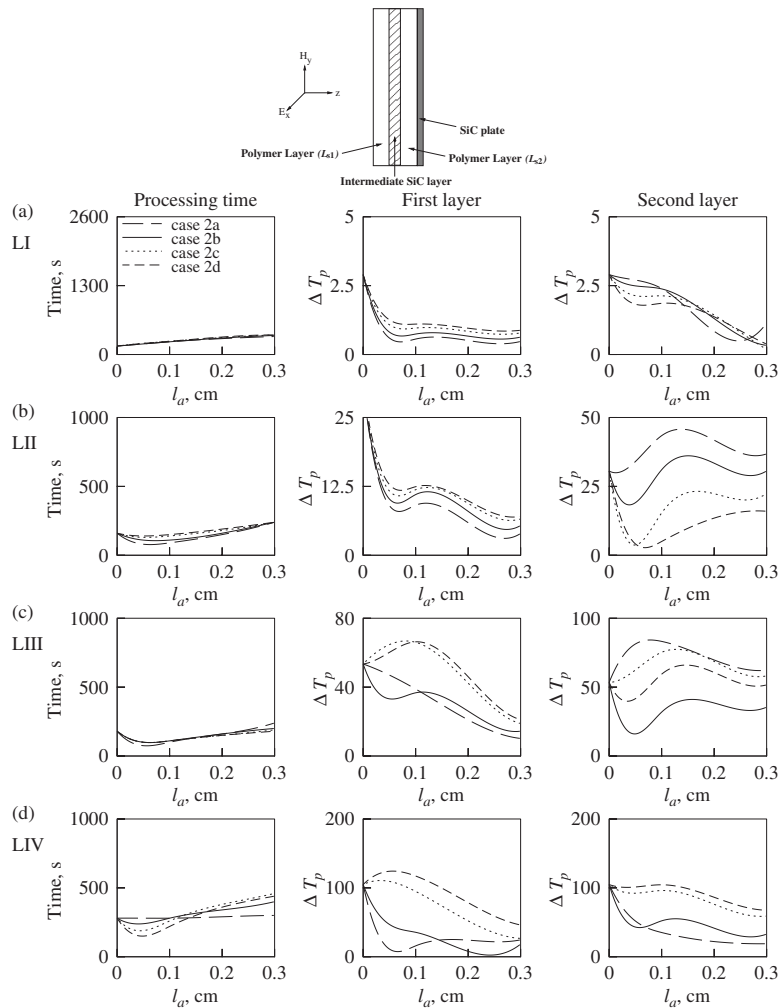 H_y
z
E_x
SiC plate
Polymer Layer (L_s1)
Polymer Layer (L_s2)
Intermediate SiC layer
Processing time
First layer
Second layer
(a)
LI
2600
1300
0
Time, s
case 2a
case 2b
case 2c
case 2d
0 0.1 0.2 0.3
l_a, cm
5
2.5
0
Δ T_p
0 0.1 0.2 0.3
l_a, cm
5
2.5
0
Δ T_p
0 0.1 0.2 0.3
l_a, cm
(b)
LII
1000
500
0
Time, s
0 0.1 0.2 0.3
l_a, cm
25
12.5
0
Δ T_p
0 0.1 0.2 0.3
l_a, cm
50
25
0
Δ T_p
0 0.1 0.2 0.3
l_a, cm
(c)
LIII
1000
500
0
Time, s
0 0.1 0.2 0.3
l_a, cm
80
40
0
Δ T_p
0 0.1 0.2 0.3
l_a, cm
100
50
0
Δ T_p
0 0.1 0.2 0.3
l_a, cm
(d)
LIV
1000
500
0
Time, s
0 0.1 0.2 0.3
l_a, cm
200
100
0
Δ T_p
0 0.1 0.2 0.3
l_a, cm
200
100
0
Δ T_p
0 0.1 0.2 0.3
l_a, cm